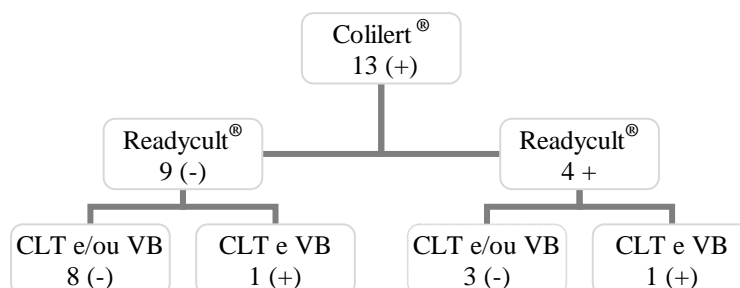 Colilert ®
13 (+)
Readycult®
9 (-)
Readycult®
4 +
CLT e/ou VB
8 (-)
CLT e VB
1 (+)
CLT e/ou VB
3 (-)
CLT e VB
1 (+)